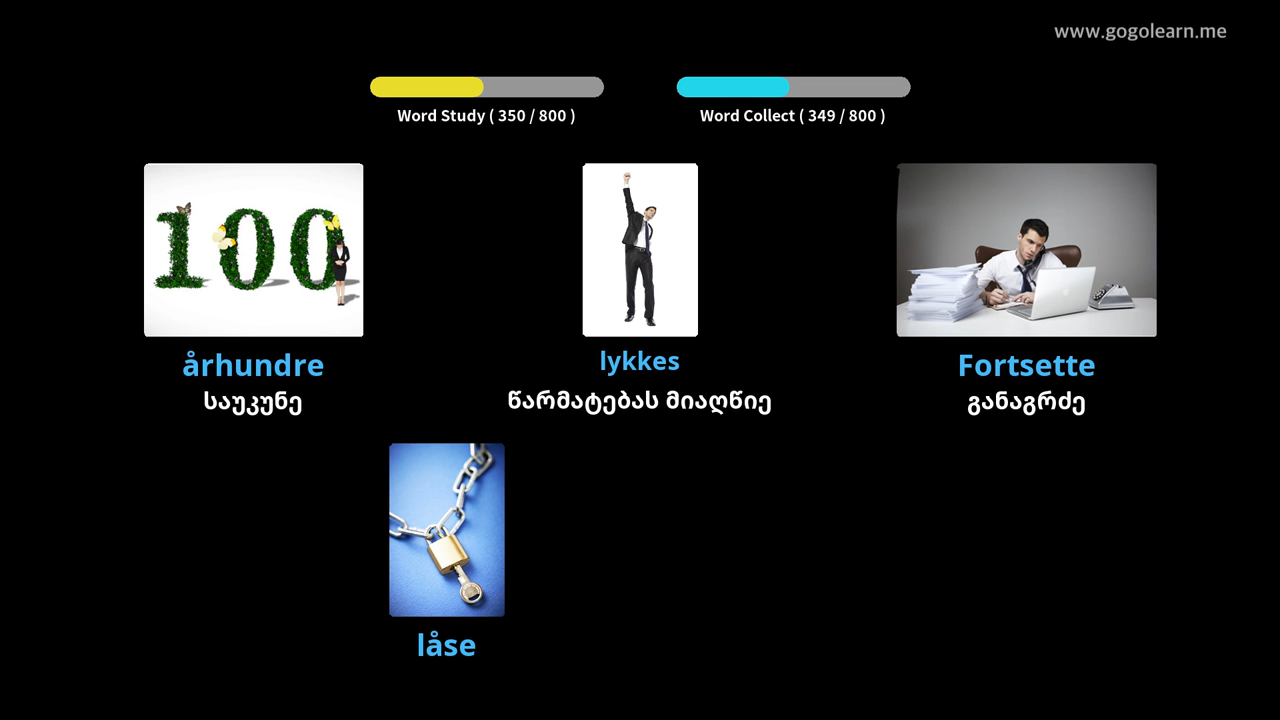 www.gogolearn.me
Word Study ( 350 / 800 )
Word Collect ( 349 / 800 )
100
århundre
საუკუნე
lykkes
წარმატებას მიაღწიე
Fortsette
განაგრძე
låse